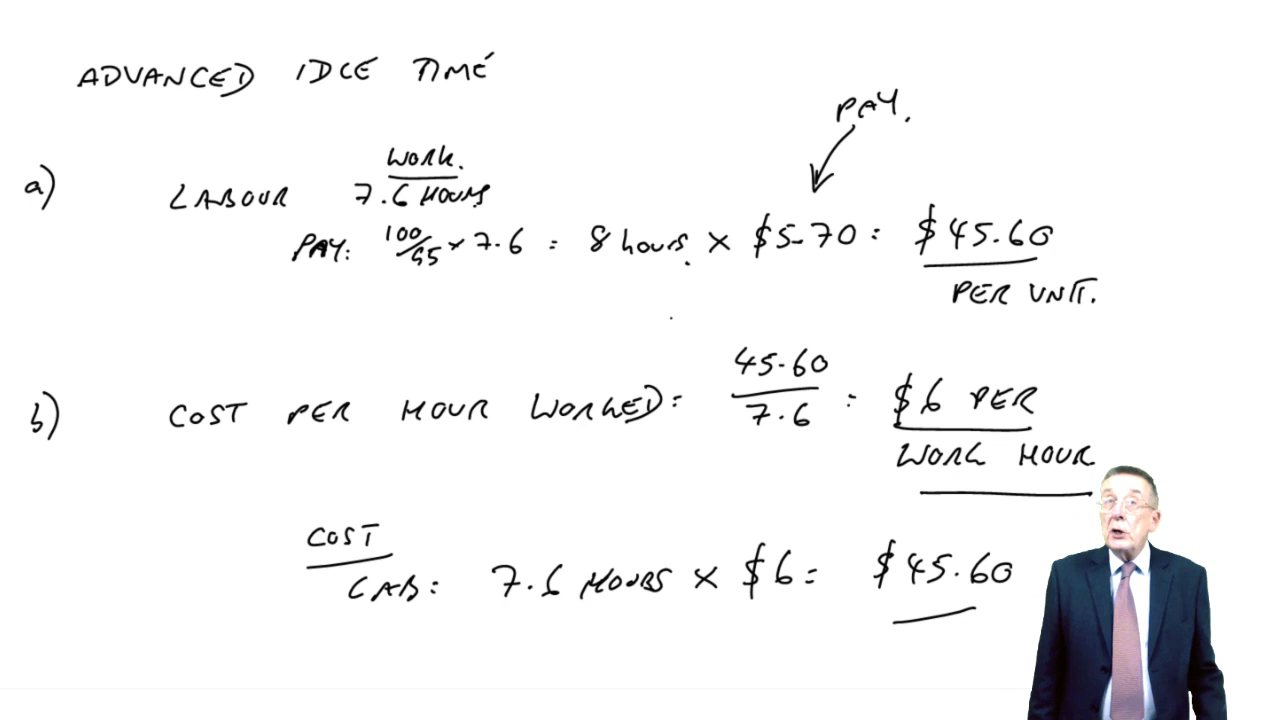 ADVANCED IDLE TIME
PAY.
WORK.
a) LABOUR 7.6 HOURS
PAY: 100/95 × 7.6 = 8 hours × $5-70 = $45.60
PER UNIT.
b) COST PER HOUR WORKED = 45-60/7.6 = $6 PER
WORK HOUR
COST
LAB: 7.6 HOURS × $6 = $45.60